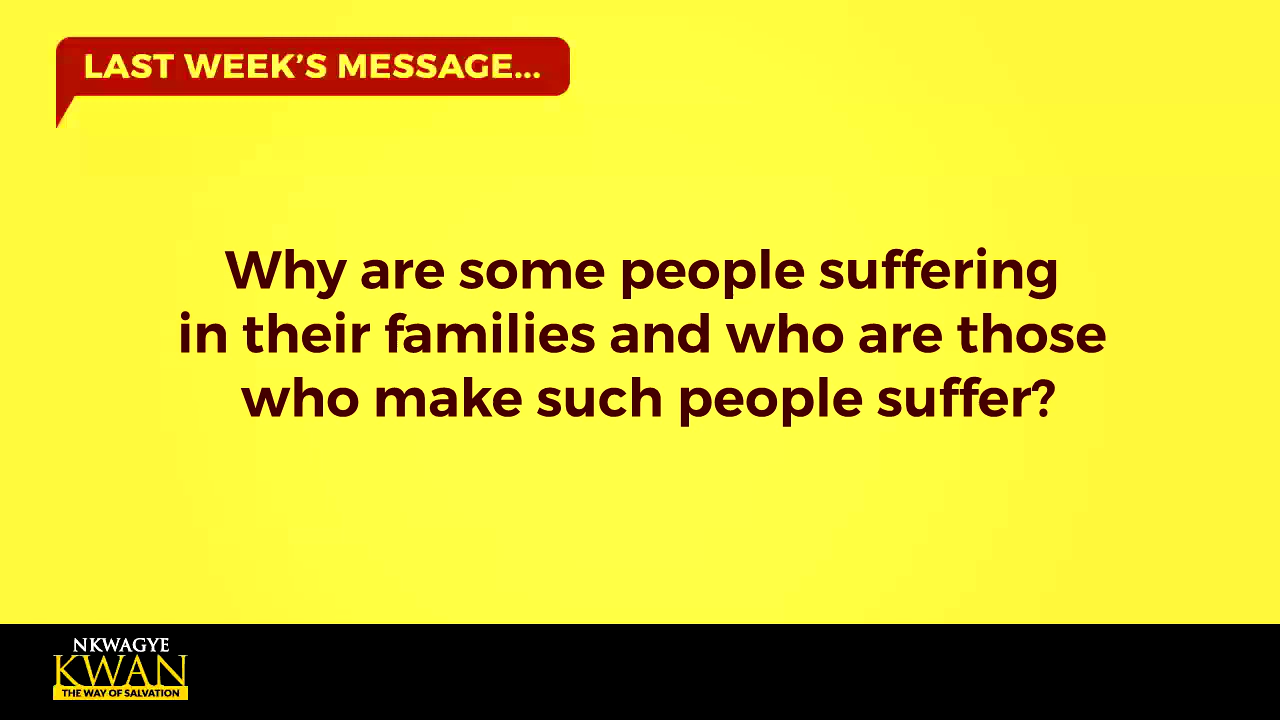 LAST WEEK'S MESSAGE...
Why are some people suffering
in their families and who are those
who make such people suffer?
NKWAGYE
KWAN
THE WAY OF SALVATION